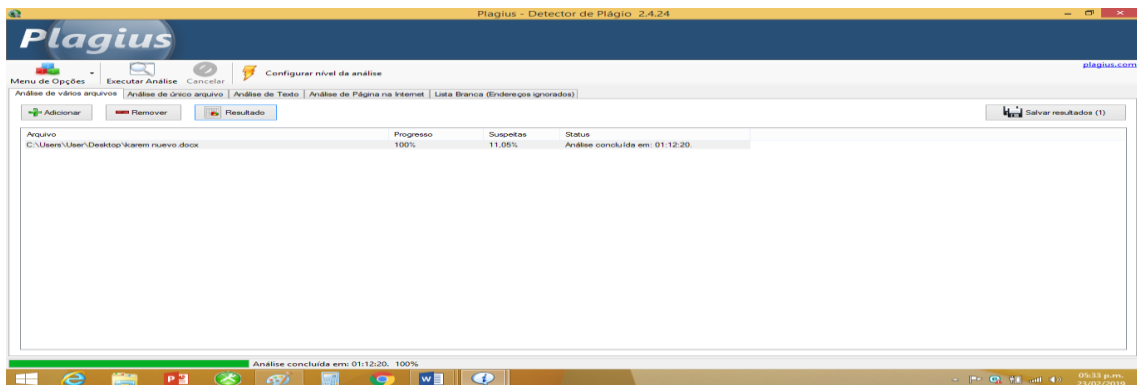 Plagius - Detector de Plágio 2.4.24
Plagius
plagius.com
Menu de Opções Executar Análise Cancelar Configurar nível da análise
Análise de vários arquivos Análise de único arquivo Análise de Texto Análise de Página na Internet Lista Branca (Endereços ignorados)
Adicionar Remover Resultado Salvar resultados (1)
Arquivo Progresso Suspeitas Status
C:\Users\User\Desktop\karem nuevo.docx 100% 11.05% Análise concluída em: 01:12:20.
Análise concluída em: 01:12:20. 100%
05:33 p.m.
23/02/2019